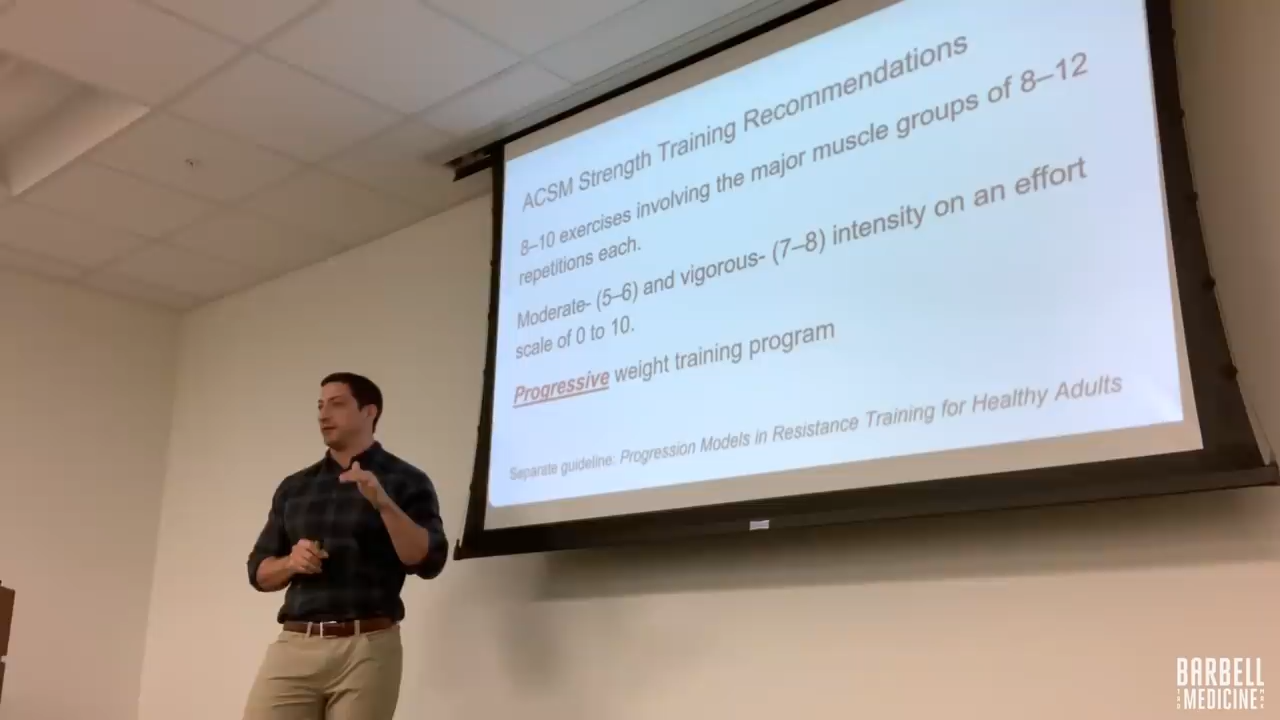 ACSM Strength Training Recommendations
8–10 exercises involving the major muscle groups of 8–12
repetitions each.
Moderate- (5–6) and vigorous- (7–8) intensity on an effort
scale of 0 to 10.
Progressive weight training program
Separate guideline: Progression Models in Resistance Training for Healthy Adults
BARBELL
MEDICINE